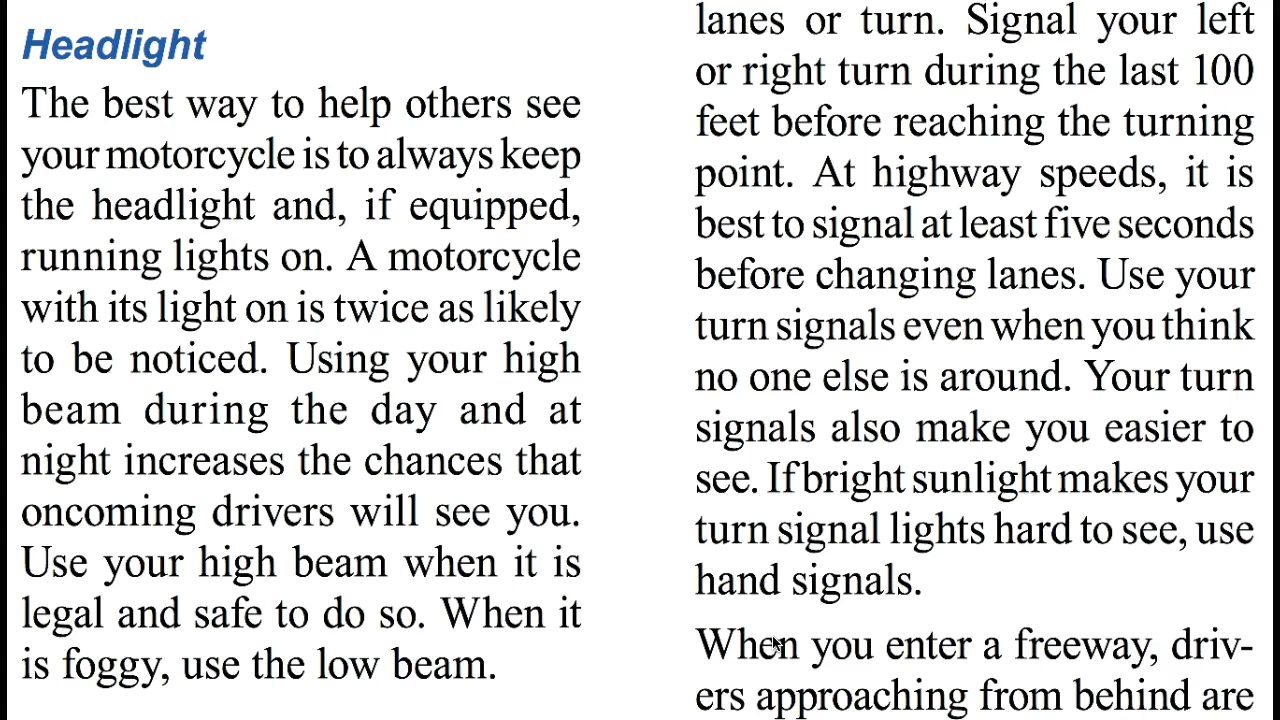 Headlight
The best way to help others see
your motorcycle is to always keep
the headlight and, if equipped,
running lights on. A motorcycle
with its light on is twice as likely
to be noticed. Using your high
beam during the day and at
night increases the chances that
oncoming drivers will see you.
Use your high beam when it is
legal and safe to do so. When it
is foggy, use the low beam.
lanes or turn. Signal your left
or right turn during the last 100
feet before reaching the turning
point. At highway speeds, it is
best to signal at least five seconds
before changing lanes. Use your
turn signals even when you think
no one else is around. Your turn
signals also make you easier to
see. If bright sunlight makes your
turn signal lights hard to see, use
hand signals.
When you enter a freeway, driv-
ers approaching from behind are